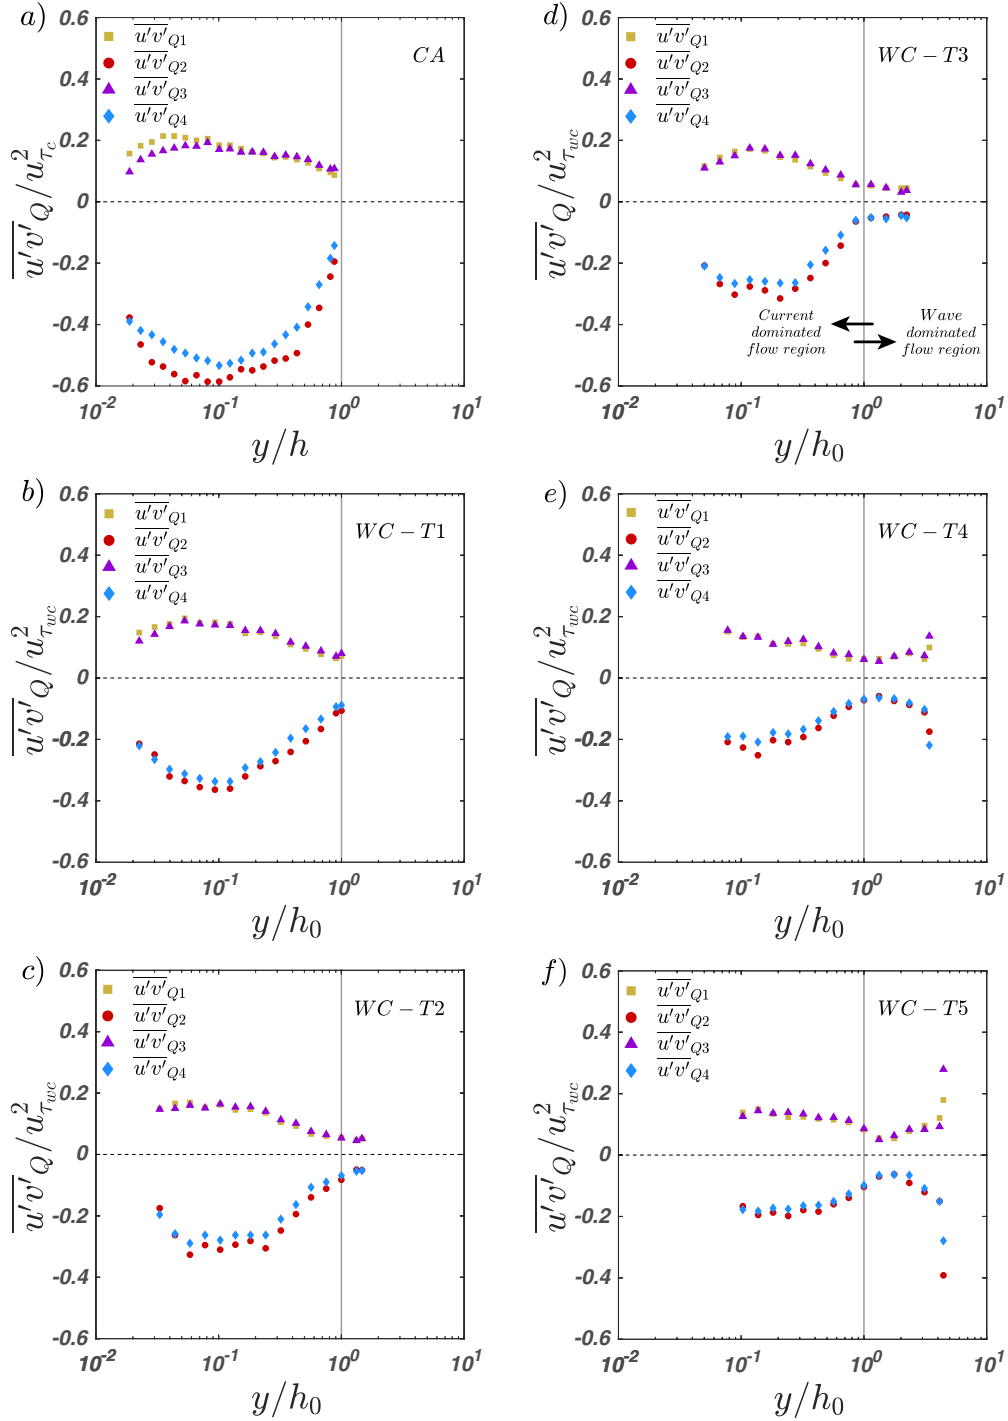 a)
CA
u'v'Q1
u'v'Q2
u'v'Q3
u'v'Q4
0.6
0.4
0.2
0
-0.2
-0.4
-0.6
u'v'Q/u²τc
10⁻² 10⁻¹ 10⁰ 10¹
y/h
b)
WC − T1
u'v'Q1
u'v'Q2
u'v'Q3
u'v'Q4
0.6
0.4
0.2
0
-0.2
-0.4
-0.6
u'v'Q/u²τwc
10⁻² 10⁻¹ 10⁰ 10¹
y/h₀
c)
WC − T2
u'v'Q1
u'v'Q2
u'v'Q3
u'v'Q4
0.6
0.4
0.2
0
-0.2
-0.4
-0.6
u'v'Q/u²τwc
10⁻² 10⁻¹ 10⁰ 10¹
y/h₀
d)
WC − T3
u'v'Q1
u'v'Q2
u'v'Q3
u'v'Q4
0.6
0.4
0.2
0
-0.2
-0.4
-0.6
u'v'Q/u²τwc
Current
dominated
flow region
Wave
dominated
flow region
10⁻² 10⁻¹ 10⁰ 10¹
y/h₀
e)
WC − T4
u'v'Q1
u'v'Q2
u'v'Q3
u'v'Q4
0.6
0.4
0.2
0
-0.2
-0.4
-0.6
u'v'Q/u²τwc
10⁻² 10⁻¹ 10⁰ 10¹
y/h₀
f)
WC − T5
u'v'Q1
u'v'Q2
u'v'Q3
u'v'Q4
0.6
0.4
0.2
0
-0.2
-0.4
-0.6
u'v'Q/u²τwc
10⁻² 10⁻¹ 10⁰ 10¹
y/h₀